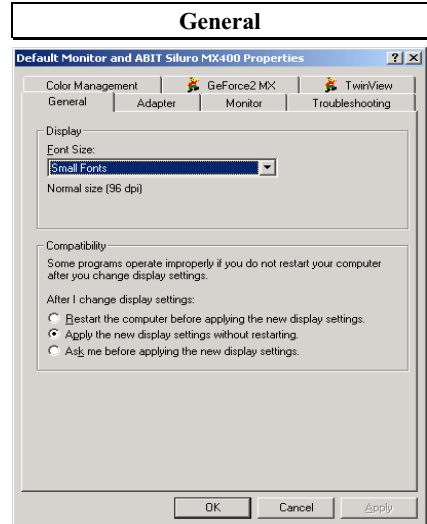 General
Default Monitor and ABIT Siluro MX400 Properties
Color Management GeForce2 MX TwinView
General Adapter Monitor Troubleshooting
Display
Font Size:
Small Fonts
Normal size (96 dpi)
Compatibility
Some programs operate improperly if you do not restart your computer
after you change display settings.
After I change display settings:
Restart the computer before applying the new display settings.
Apply the new display settings without restarting.
Ask me before applying the new display settings.
OK Cancel Apply